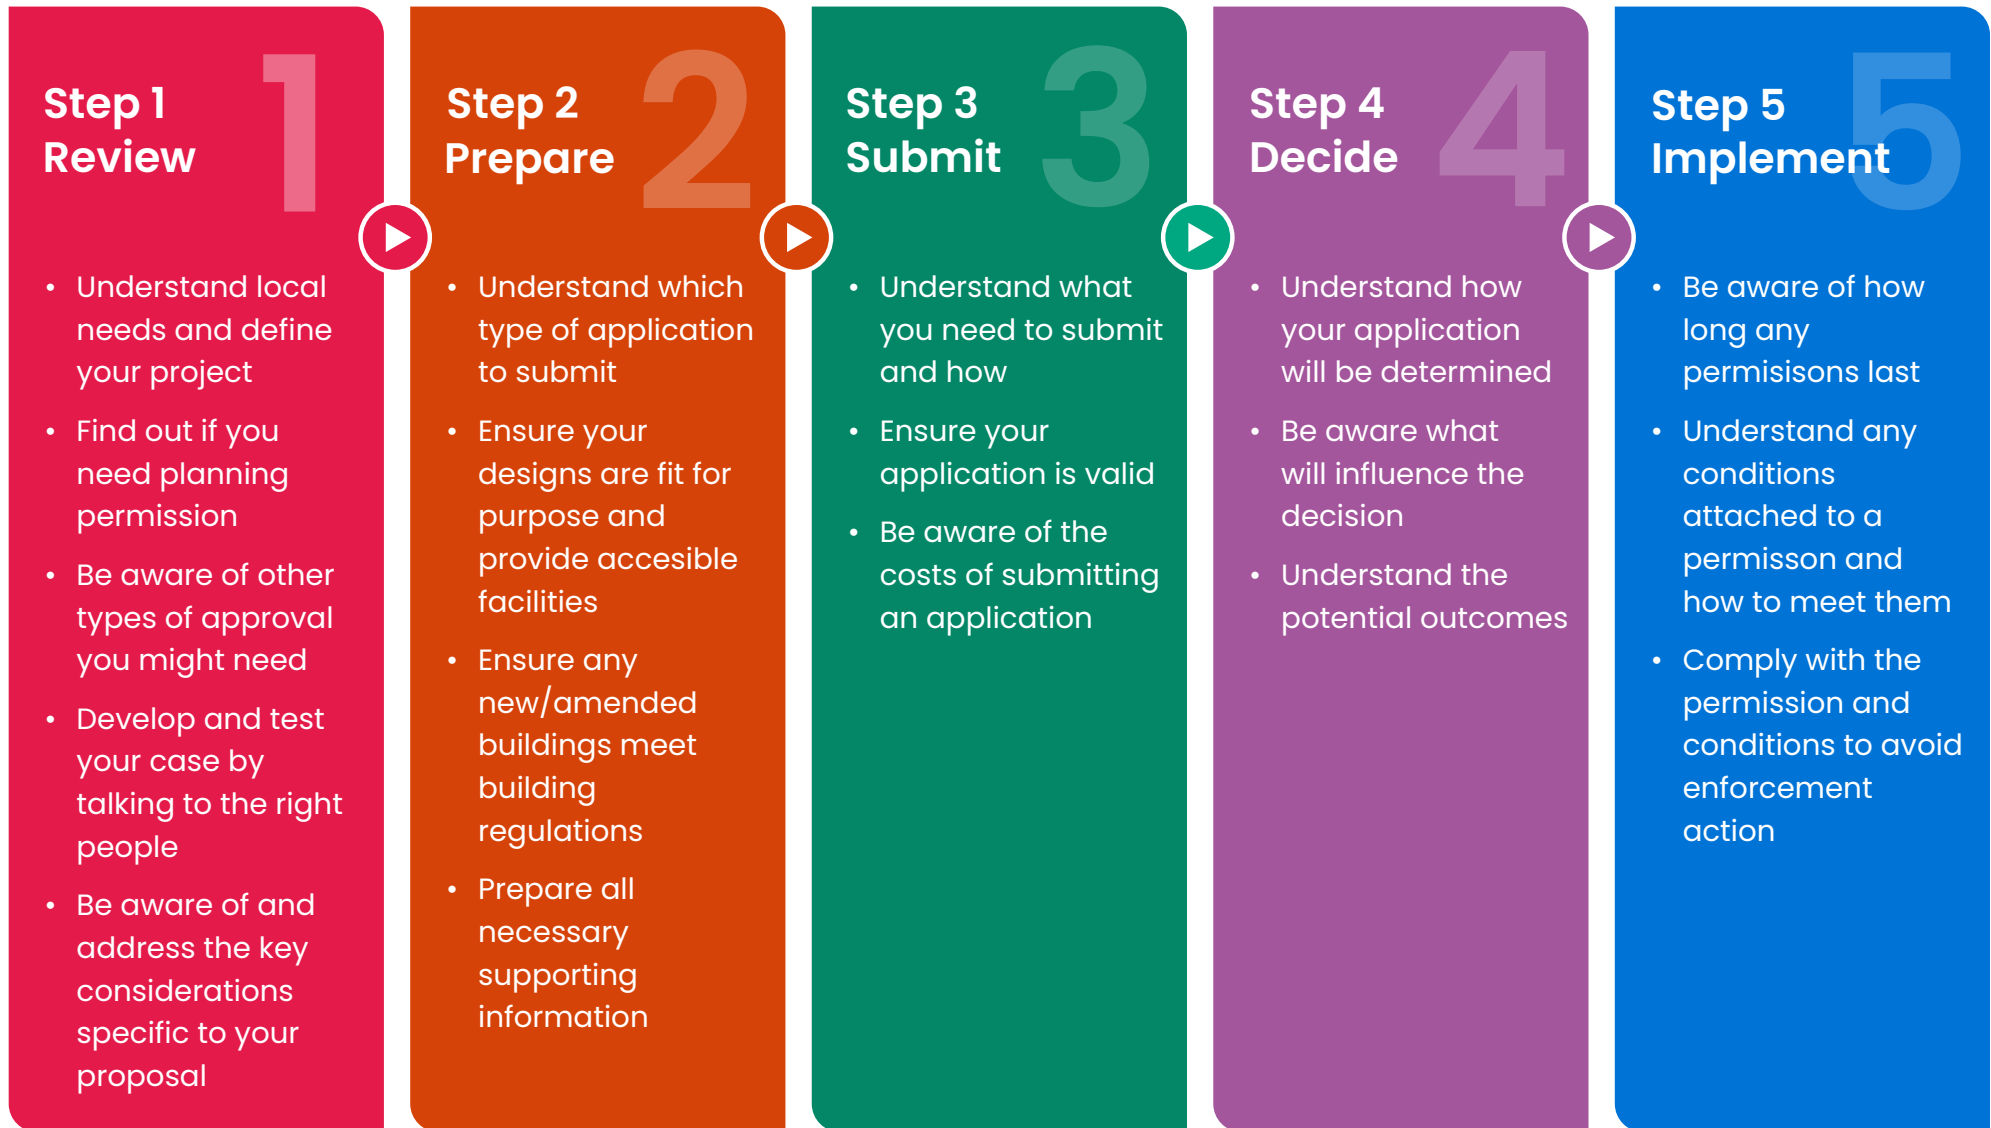 1
Step 1
Review
• Understand local
needs and define
your project
• Find out if you
need planning
permission
• Be aware of other
types of approval
you might need
• Develop and test
your case by
talking to the right
people
• Be aware of and
address the key
considerations
specific to your
proposal
2
Step 2
Prepare
• Understand which
type of application
to submit
• Ensure your
designs are fit for
purpose and
provide accesible
facilities
• Ensure any
new/amended
buildings meet
building
regulations
• Prepare all
necessary
supporting
information
3
Step 3
Submit
• Understand what
you need to submit
and how
• Ensure your
application is valid
• Be aware of the
costs of submitting
an application
4
Step 4
Decide
• Understand how
your application
will be determined
• Be aware what
will influence the
decision
• Understand the
potential outcomes
5
Step 5
Implement
• Be aware of how
long any
permisisons last
• Understand any
conditions
attached to a
permisson and
how to meet them
• Comply with the
permission and
conditions to avoid
enforcement
action